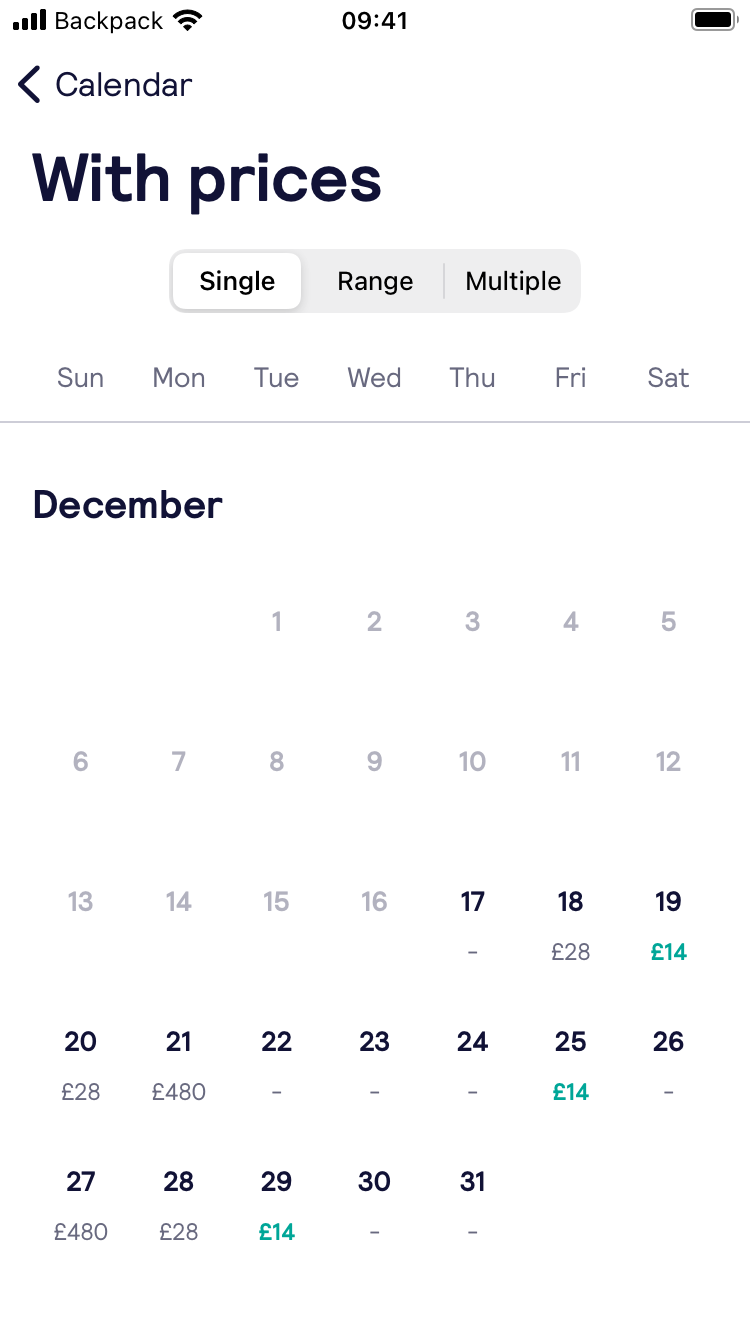 Backpack 09:41
Calendar
With prices
Single Range Multiple
Sun Mon Tue Wed Thu Fri Sat
December
1 2 3 4 5
6 7 8 9 10 11 12
13 14 15 16 17 18 19
- £28 £14
20 21 22 23 24 25 26
£28 £480 - - - £14 -
27 28 29 30 31
£480 £28 £14 - -